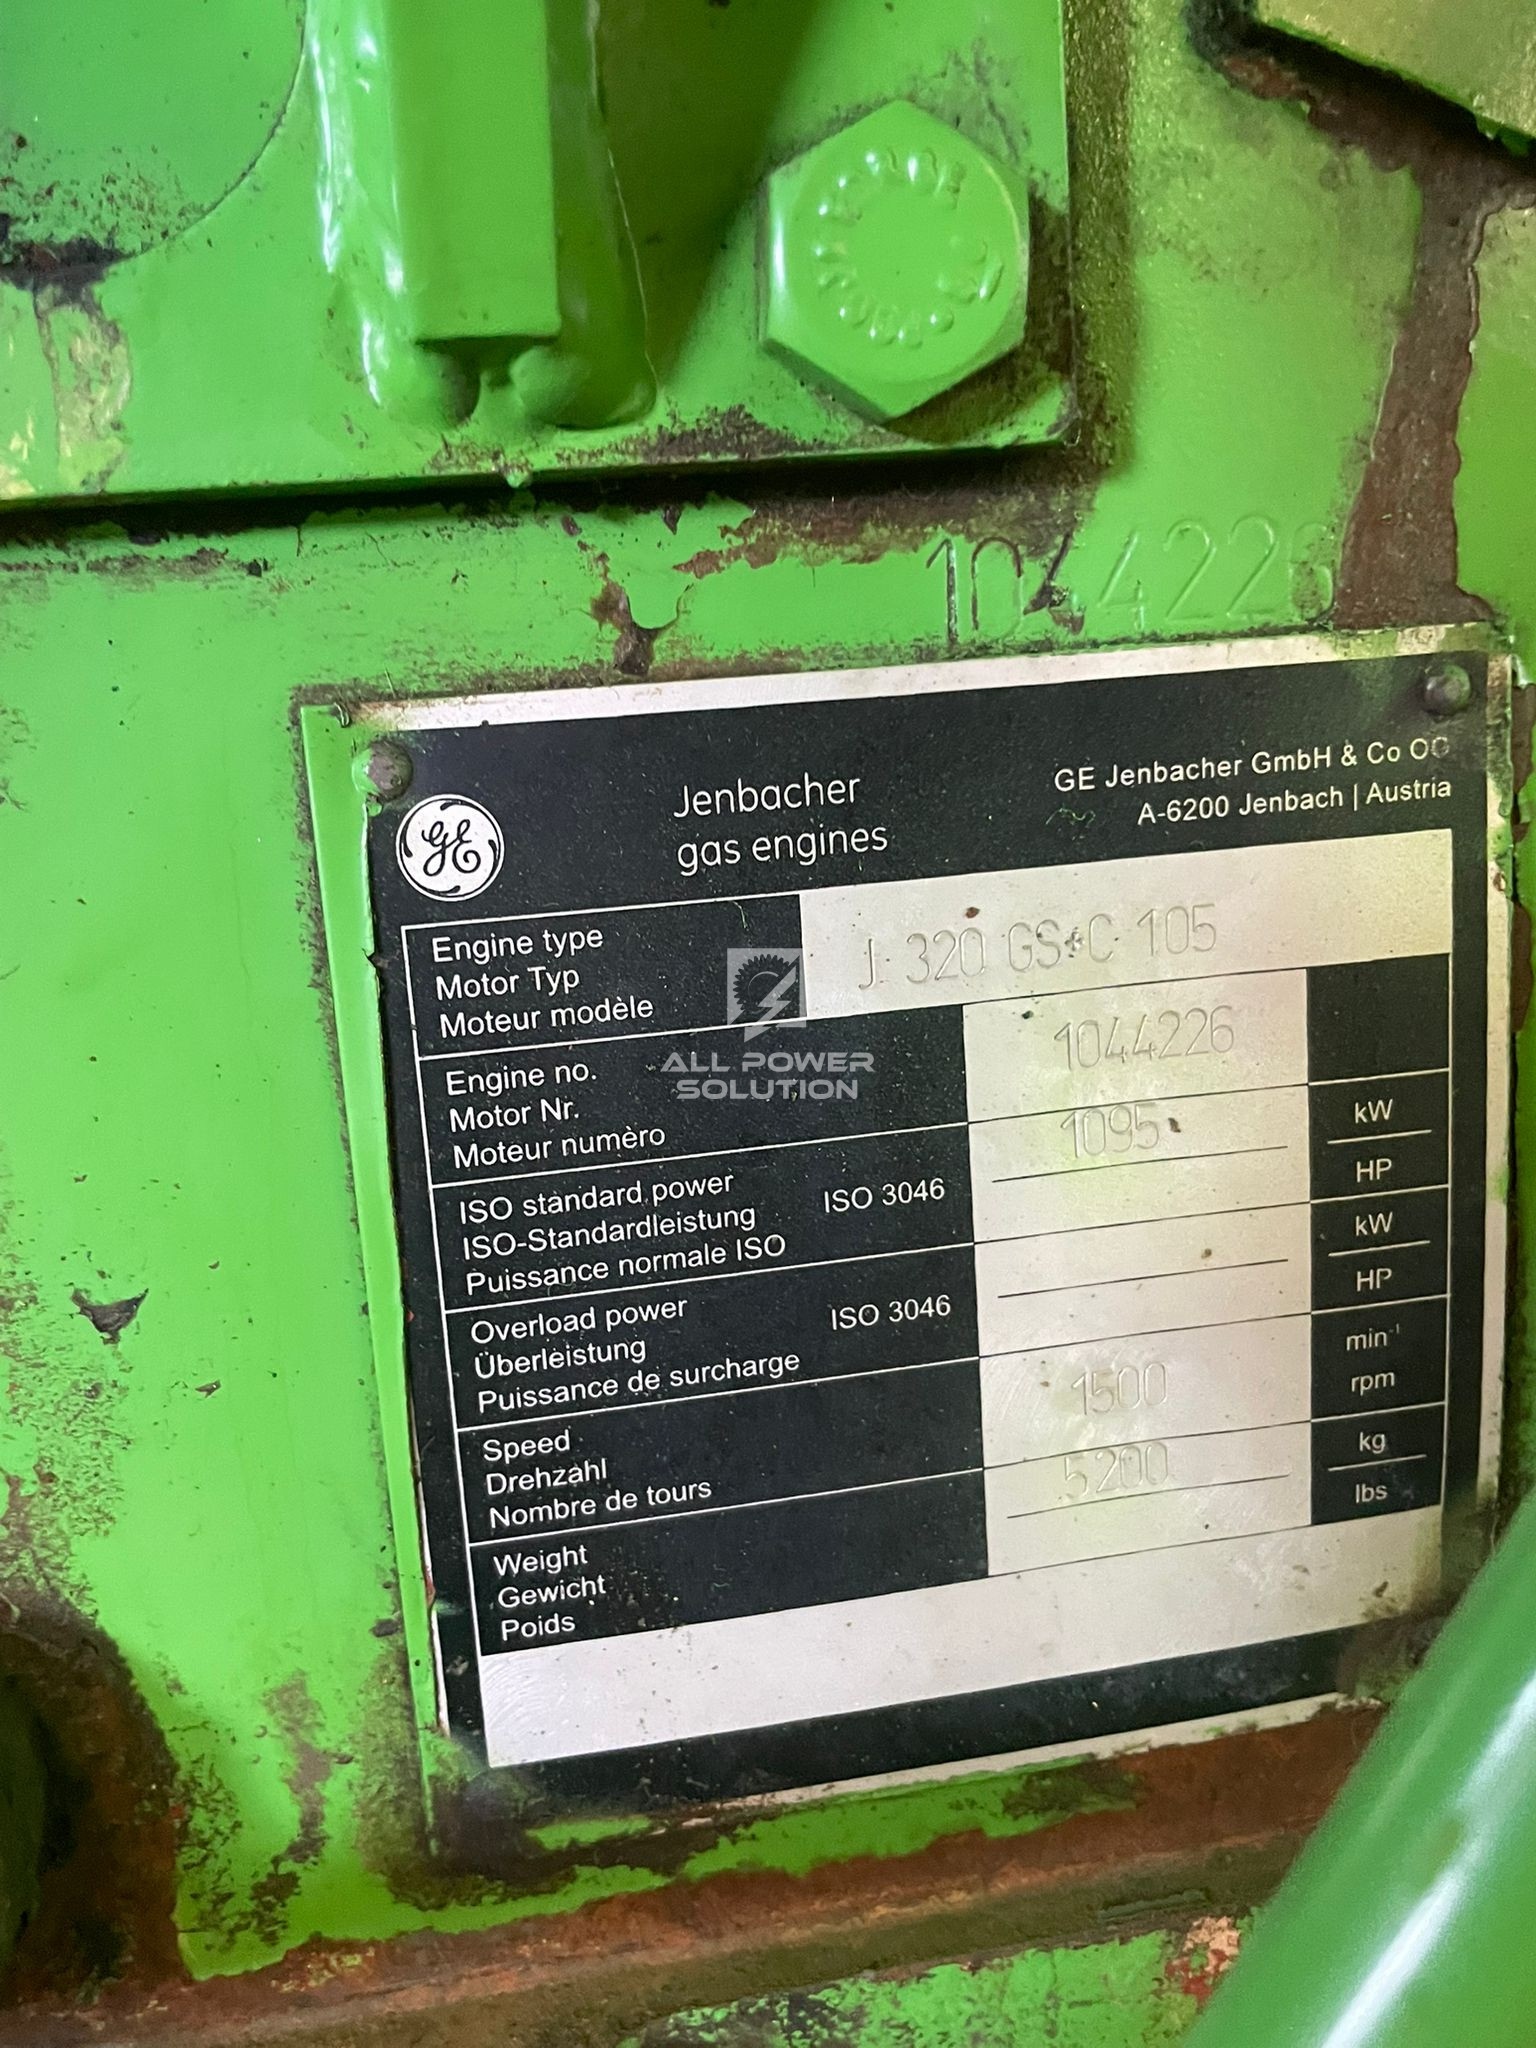 1044226
GE
Jenbacher
gas engines
GE Jenbacher GmbH & Co OG
A-6200 Jenbach | Austria
Engine type
Motor Typ
Moteur modèle
J 320 GS-C 105
Engine no.
Motor Nr.
Moteur numèro
1044226
ISO standard power
ISO-Standardleistung
Puissance normale ISO
ISO 3046
1095
kW
HP
Overload power
Überleistung
Puissance de surcharge
ISO 3046
kW
HP
Speed
Drehzahl
Nombre de tours
1500
min⁻¹
rpm
Weight
Gewicht
Poids
5200
kg
lbs
ALL POWER
SOLUTION